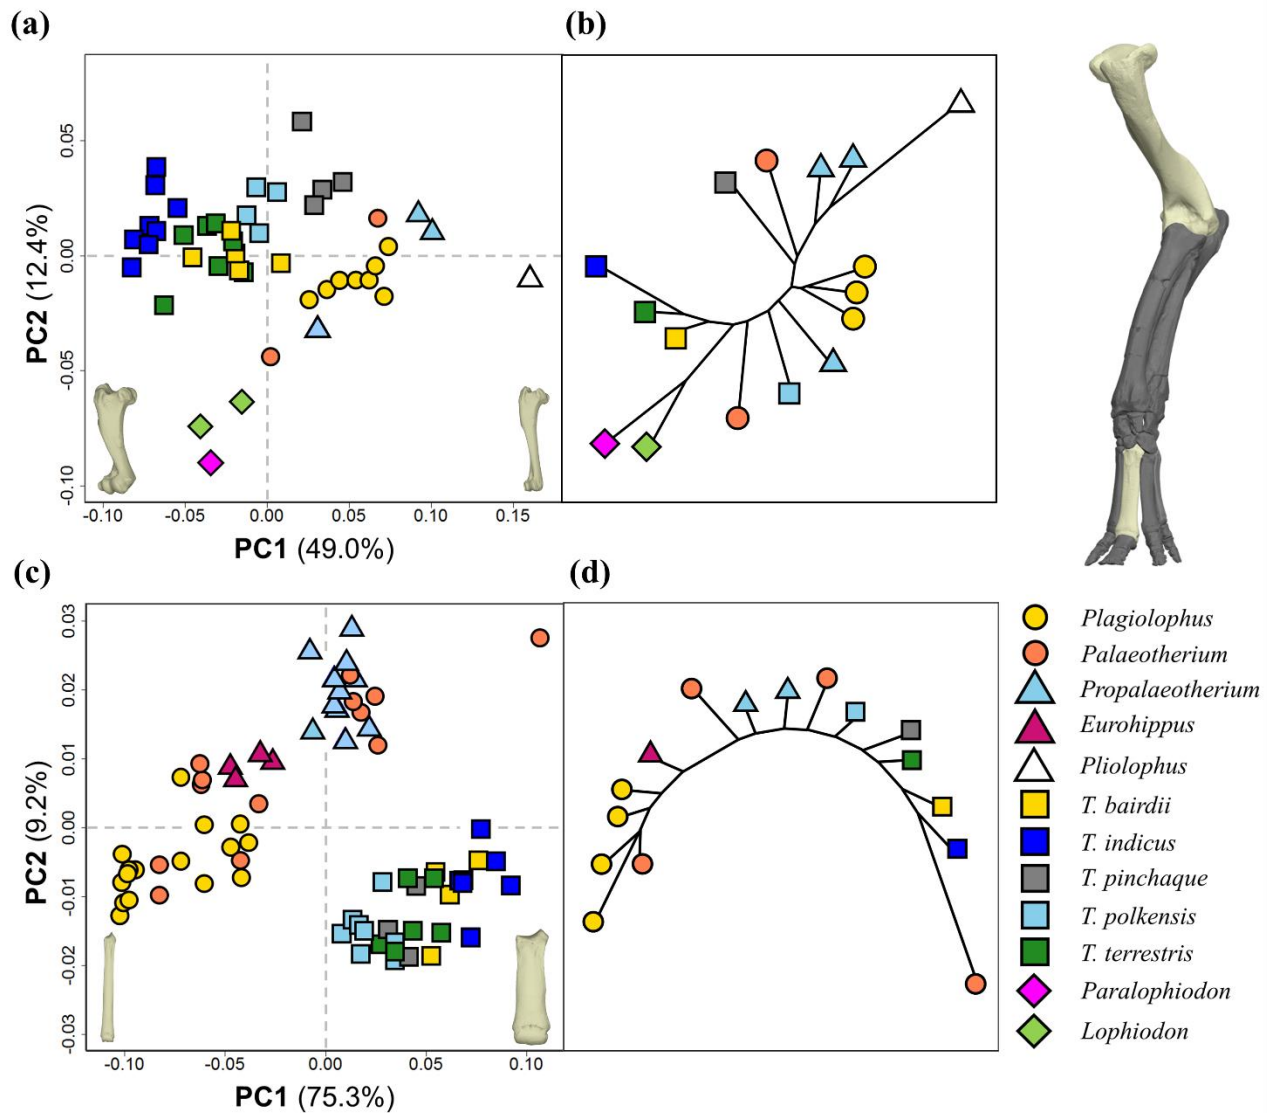 (a)
(b)
0.05
0.00
-0.05
-0.10
PC2 (12.4%)
-0.10
-0.05
0.00
0.05
0.10
0.15
PC1 (49.0%)
(c)
(d)
0.03
0.02
0.01
0.00
-0.01
-0.02
-0.03
PC2 (9.2%)
-0.10
-0.05
0.00
0.05
0.10
PC1 (75.3%)
Plagiolophus
Palaeotherium
Propalaeotherium
Eurohippus
Pliolophus
T. bairdii
T. indicus
T. pinchaque
T. polkensis
T. terrestris
Paralophiodon
Lophiodon